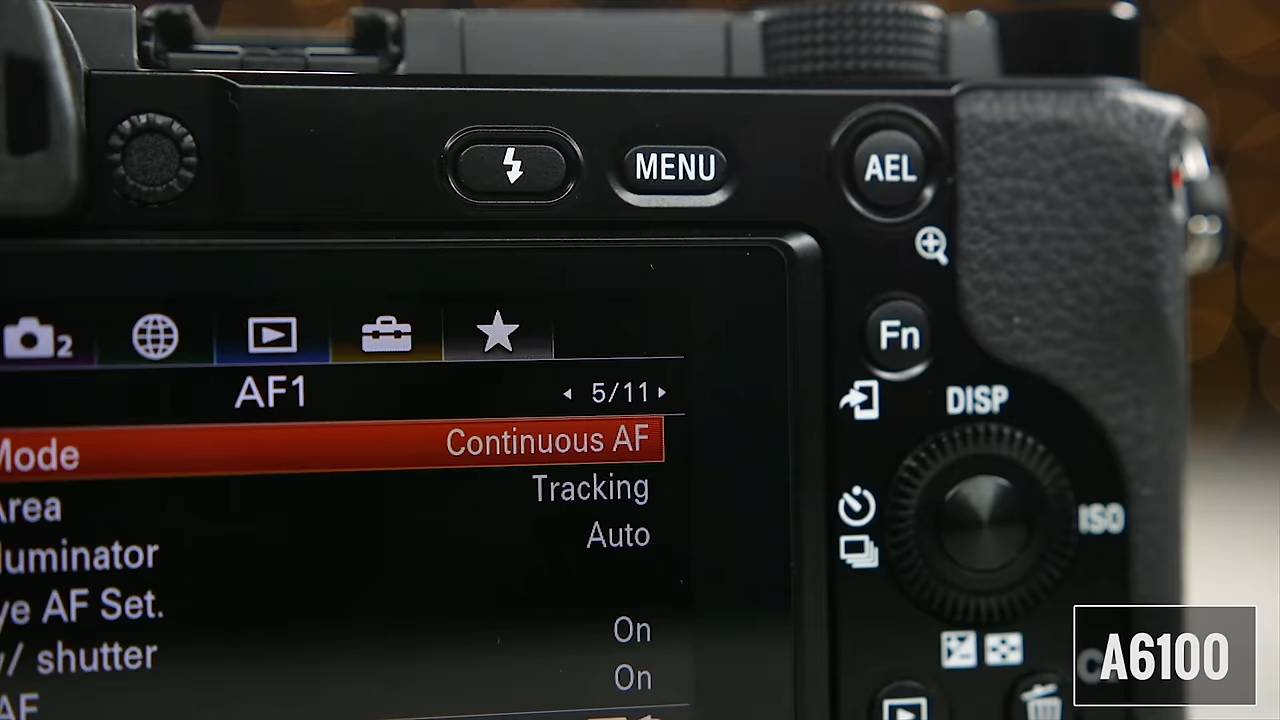 MENU
AEL
2
Fn
AF1
5/11
DISP
Mode Continuous AF
Area Tracking
luminator Auto
ISO
ye AF Set.
w/ shutter On
AF On
A6100